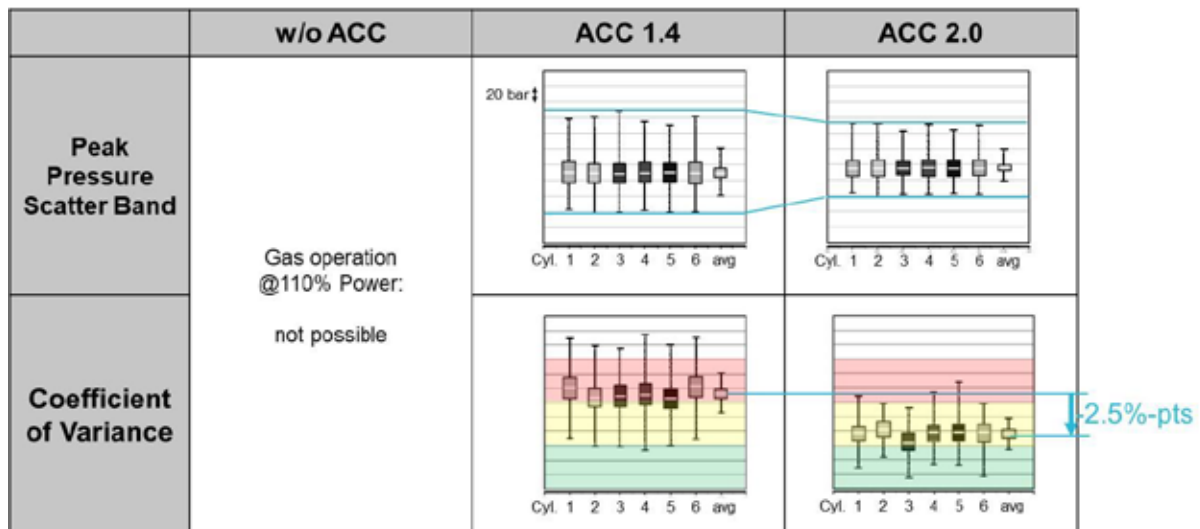 w/o ACC
ACC 1.4
ACC 2.0
Peak
Pressure
Scatter Band
Gas operation
@110% Power:
not possible
20 bar
Cyl. 1 2 3 4 5 6 avg
Cyl. 1 2 3 4 5 6 avg
Coefficient
of Variance
Cyl. 1 2 3 4 5 6 avg
Cyl. 1 2 3 4 5 6 avg
-2.5%-pts